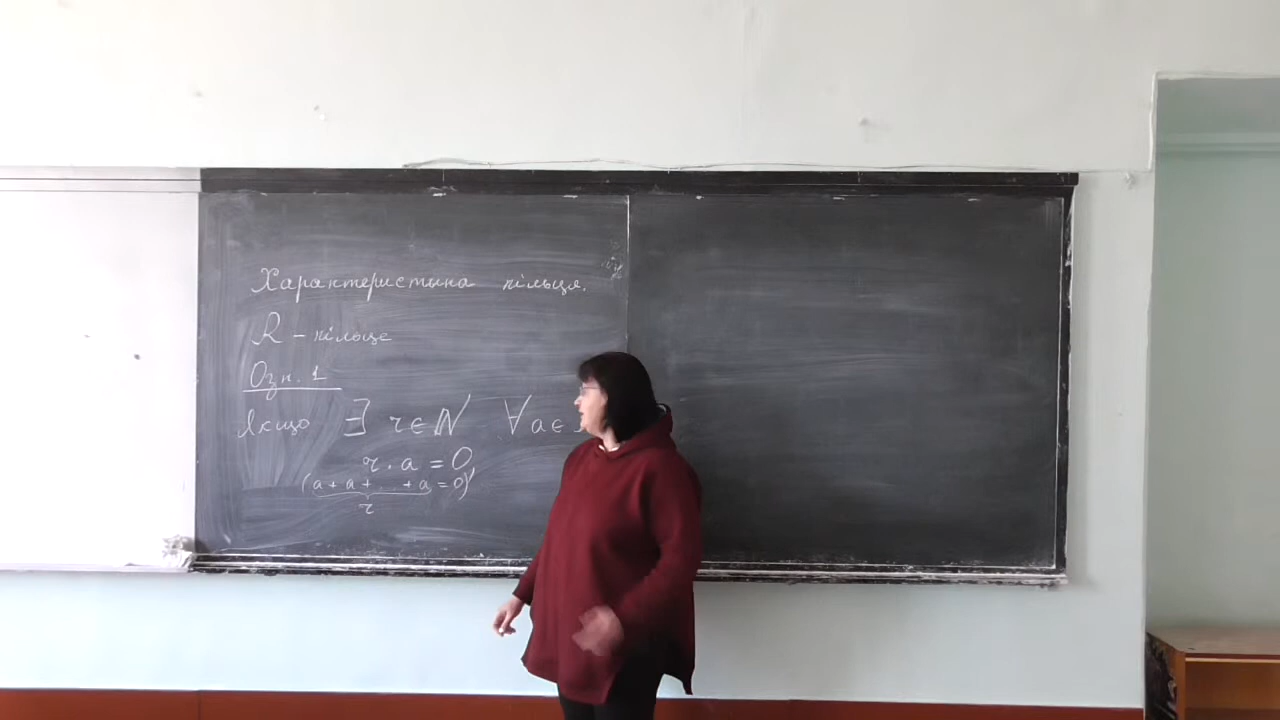 Характеристика кільця.
R – кільце
Озн. 1
Якщо ∃ r ∈ ℕ ∀ a ∈
r · a = 0
(a + a + ... + a = 0)
r